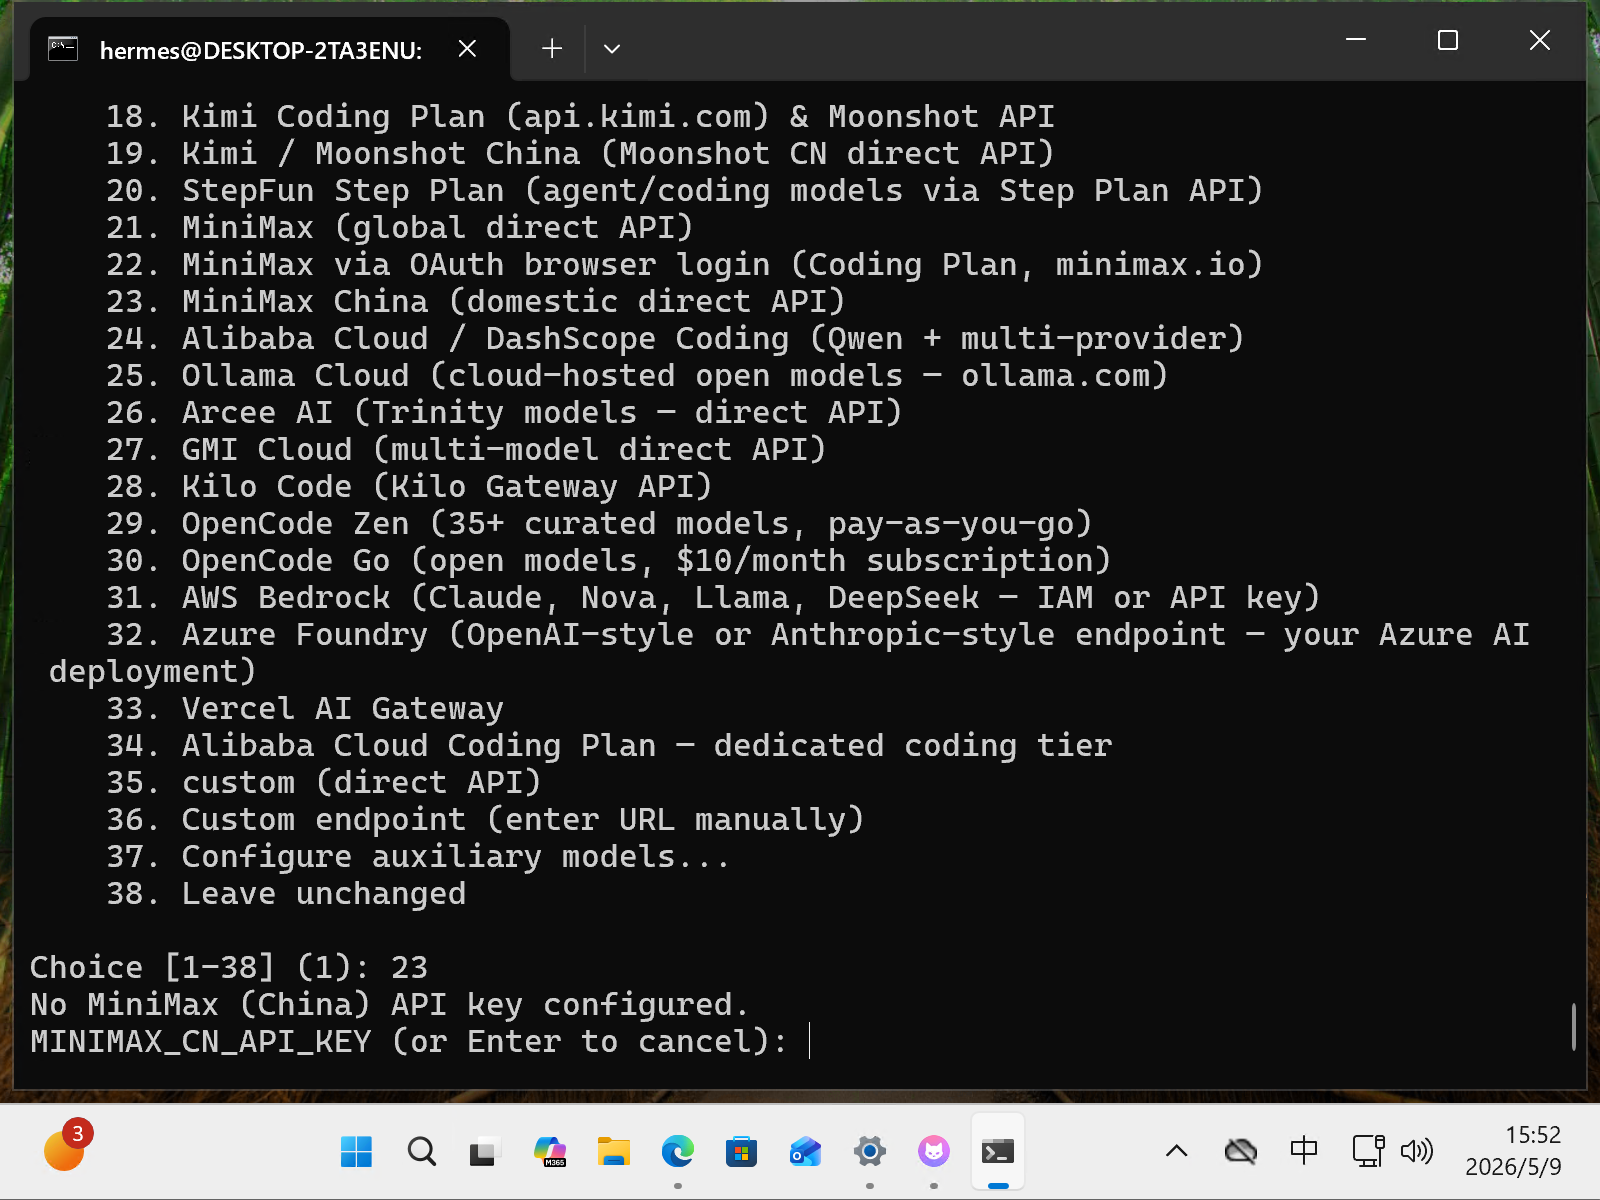 hermes@DESKTOP-2TA3ENU:
18. Kimi Coding Plan (api.kimi.com) & Moonshot API
19. Kimi / Moonshot China (Moonshot CN direct API)
20. StepFun Step Plan (agent/coding models via Step Plan API)
21. MiniMax (global direct API)
22. MiniMax via OAuth browser login (Coding Plan, minimax.io)
23. MiniMax China (domestic direct API)
24. Alibaba Cloud / DashScope Coding (Qwen + multi-provider)
25. Ollama Cloud (cloud-hosted open models — ollama.com)
26. Arcee AI (Trinity models — direct API)
27. GMI Cloud (multi-model direct API)
28. Kilo Code (Kilo Gateway API)
29. OpenCode Zen (35+ curated models, pay-as-you-go)
30. OpenCode Go (open models, $10/month subscription)
31. AWS Bedrock (Claude, Nova, Llama, DeepSeek — IAM or API key)
32. Azure Foundry (OpenAI-style or Anthropic-style endpoint — your Azure AI
deployment)
33. Vercel AI Gateway
34. Alibaba Cloud Coding Plan — dedicated coding tier
35. custom (direct API)
36. Custom endpoint (enter URL manually)
37. Configure auxiliary models...
38. Leave unchanged
Choice [1-38] (1): 23
No MiniMax (China) API key configured.
MINIMAX_CN_API_KEY (or Enter to cancel):
3
M365
中
15:52
2026/5/9